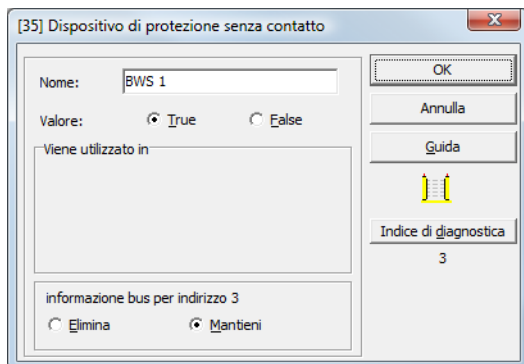 [35] Dispositivo di protezione senza contatto
Nome:
BWS 1
Valore:
True
False
Viene utilizzato in
informazione bus per indirizzo 3
Elimina
Mantieni
OK
Annulla
Guida
Indice di diagnostica
3